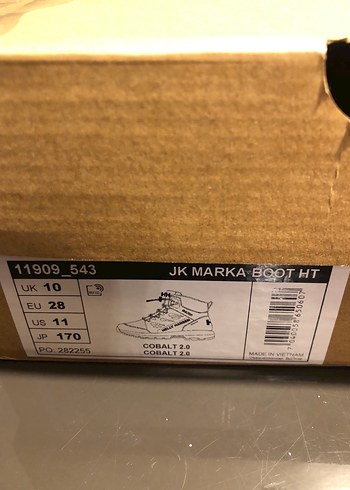 11909_543
JK MARKA BOOT HT
UK 10
EU 28
US 11
JP 170
PO: 282255
COBALT 2.0
COBALT 2.0
MADE IN VIETNAM